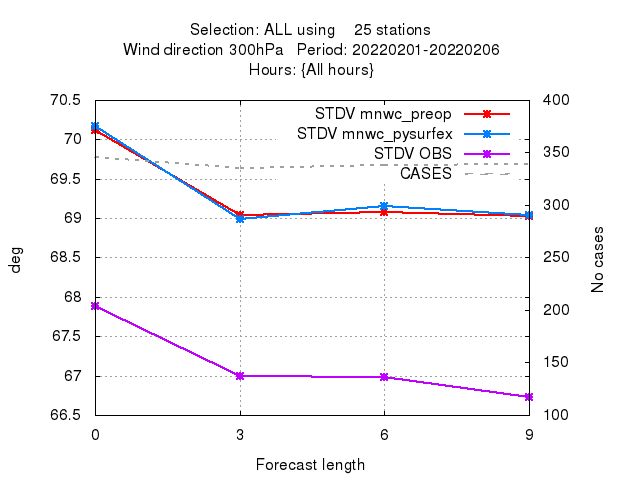 Selection: ALL using 25 stations
Wind direction 300hPa Period: 20220201-20220206
Hours: {All hours}
STDV mnwc_preop
STDV mnwc_pysurfex
STDV OBS
CASES
70.5
70
69.5
69
68.5
68
67.5
67
66.5
deg
400
350
300
250
200
150
100
No cases
0 3 6 9
Forecast length